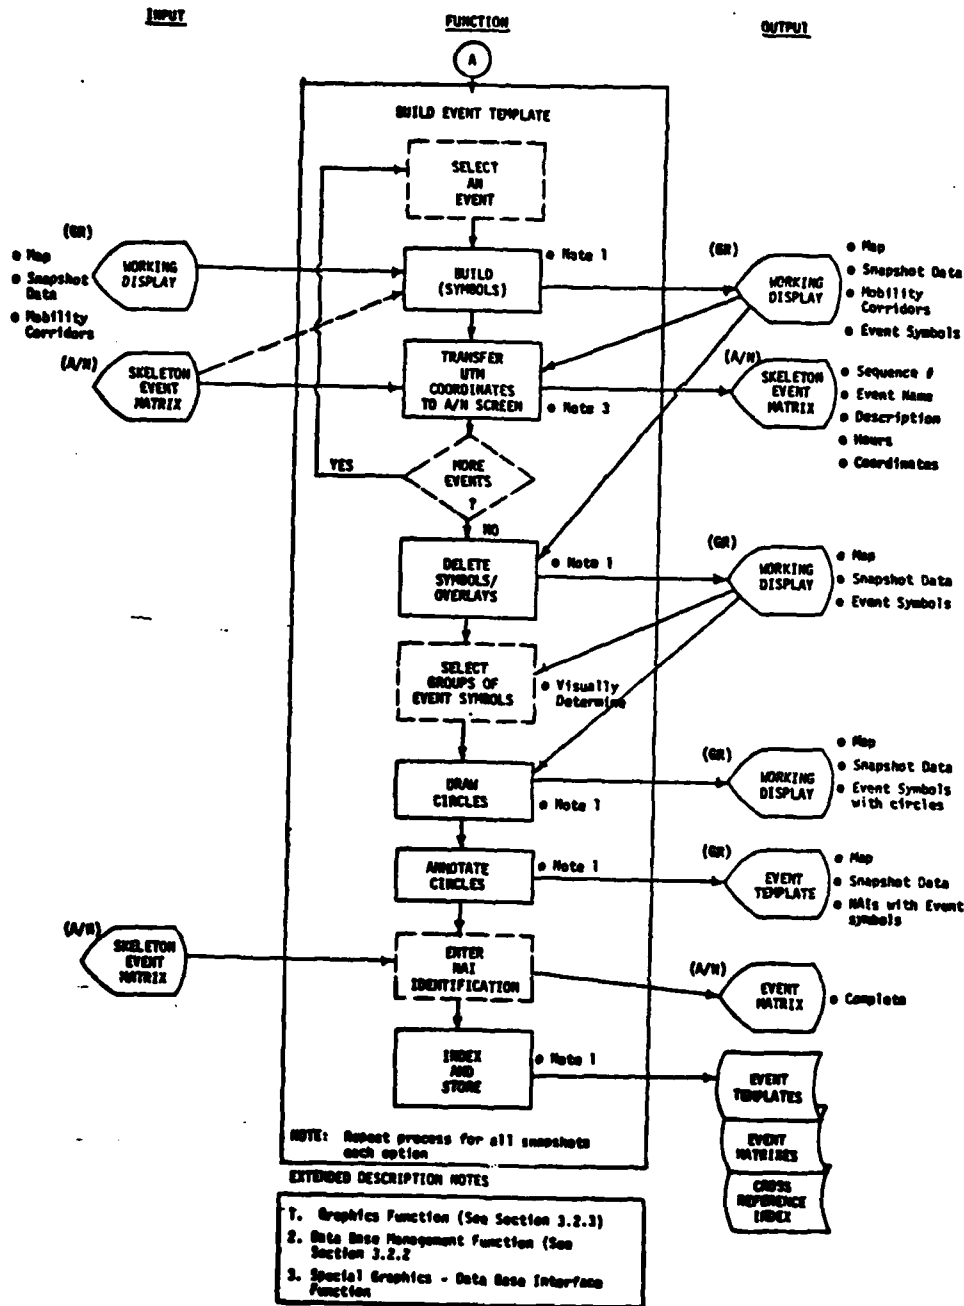 INPUT
FUNCTION
OUTPUT
A
BUILD EVENT TEMPLATE
SELECT
AN
EVENT
(GR)
● Map
● Snapshot
Data
● Mobility
Corridors
WORKING
DISPLAY
BUILD
(SYMBOLS)
● Note 1
(GR)
WORKING
DISPLAY
● Map
● Snapshot Data
● Mobility
Corridors
● Event Symbols
(A/N)
SKELETON
EVENT
MATRIX
TRANSFER
UTM
COORDINATES
TO A/N SCREEN
● Note 3
(A/N)
SKELETON
EVENT
MATRIX
● Sequence #
● Event Name
● Description
● Hours
● Coordinates
YES
MORE
EVENTS
?
NO
DELETE
SYMBOLS/
OVERLAYS
● Note 1
(GR)
WORKING
DISPLAY
● Map
● Snapshot Data
● Event Symbols
SELECT
GROUPS OF
EVENT SYMBOLS
● Visually
Determine
DRAW
CIRCLES
● Note 1
(GR)
WORKING
DISPLAY
● Map
● Snapshot Data
● Event Symbols
with circles
ANNOTATE
CIRCLES
● Note 1
(GR)
EVENT
TEMPLATE
● Map
● Snapshot Data
● NAIs with Event
symbols
(A/N)
SKELETON
EVENT
MATRIX
ENTER
NAI
IDENTIFICATION
(A/N)
EVENT
MATRIX
● Complete
INDEX
AND
STORE
● Note 1
EVENT
TEMPLATES
EVENT
MATRIXES
CROSS
REFERENCE
INDEX
NOTE: Repeat process for all snapshots
each option
EXTENDED DESCRIPTION NOTES
1. Graphics Function (See Section 3.2.3)
2. Data Base Management Function (See
Section 3.2.2
3. Special Graphics - Data Base Interface
Function